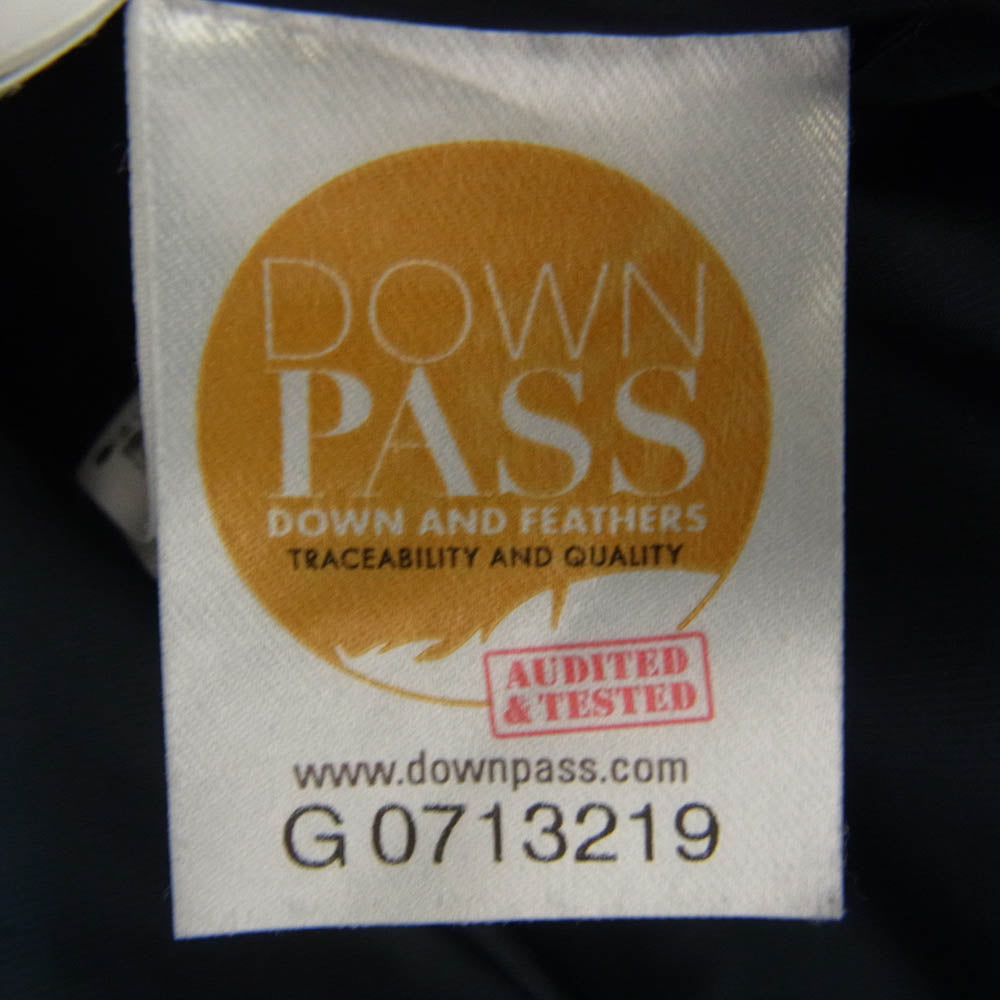 DOWN
PASS
DOWN AND FEATHERS
TRACEABILITY AND QUALITY
AUDITED
& TESTED
www.downpass.com
G 0713219